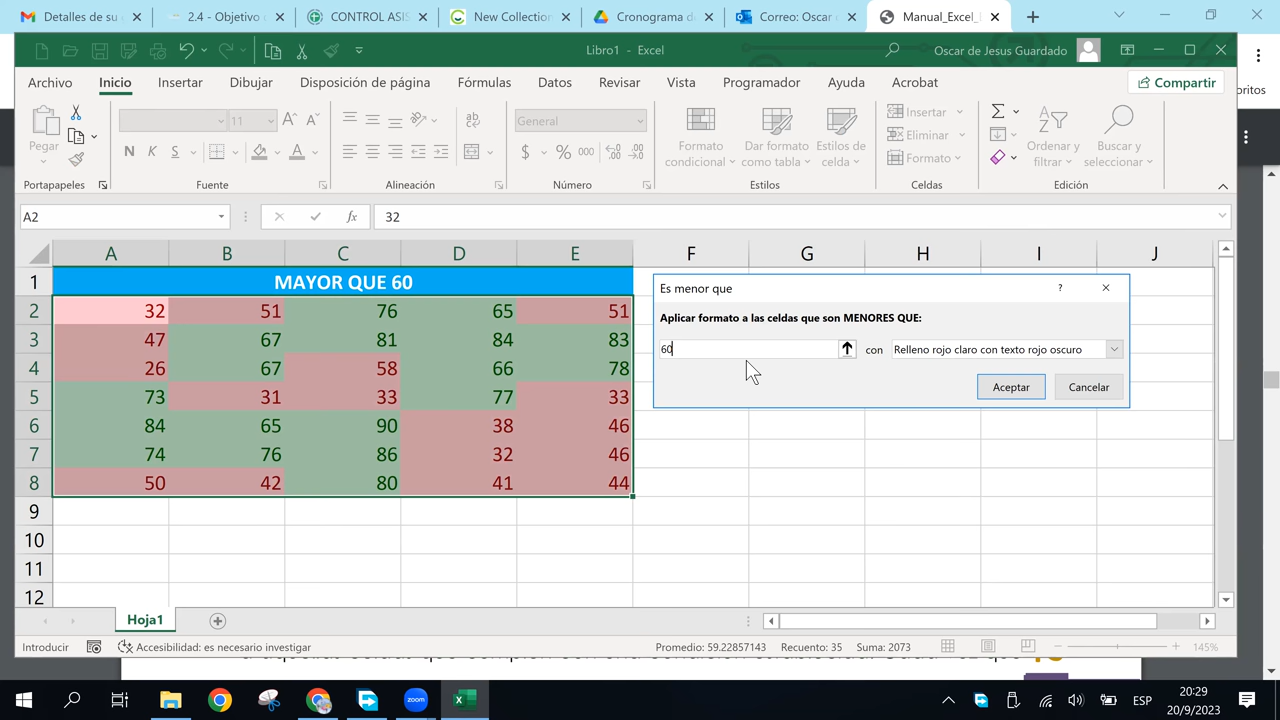 Detalles de su
2.4 - Objetivo
CONTROL ASIS
New Collection
Cronograma de
Correo: Oscar
Manual_Excel_
Libro1 - Excel
Oscar de Jesus Guardado
Archivo Inicio Insertar Dibujar Disposición de página Fórmulas Datos Revisar Vista Programador Ayuda Acrobat Compartir
oritos
Pegar
Portapapeles
11
N K S
A
Fuente
ab
Alineación
General
$ % 000
Número
Formato condicional
Dar formato como tabla
Estilos de celda
Estilos
Insertar
Eliminar
Formato
Celdas
Ordenar y filtrar
Buscar y seleccionar
Edición
A2
fx
32
A B C D E F G H I J
1 MAYOR QUE 60
2 32 51 76 65 51
3 47 67 81 84 83
4 26 67 58 66 78
5 73 31 33 77 33
6 84 65 90 38 46
7 74 76 86 32 46
8 50 42 80 41 44
9
10
11
12
Es menor que
?
Aplicar formato a las celdas que son MENORES QUE:
60 con Relleno rojo claro con texto rojo oscuro
Aceptar Cancelar
Hoja1
Introducir
Accesibilidad: es necesario investigar
Promedio: 59.22857143 Recuento: 35 Suma: 2073
145%
zoom
ESP
20:29
20/9/2023